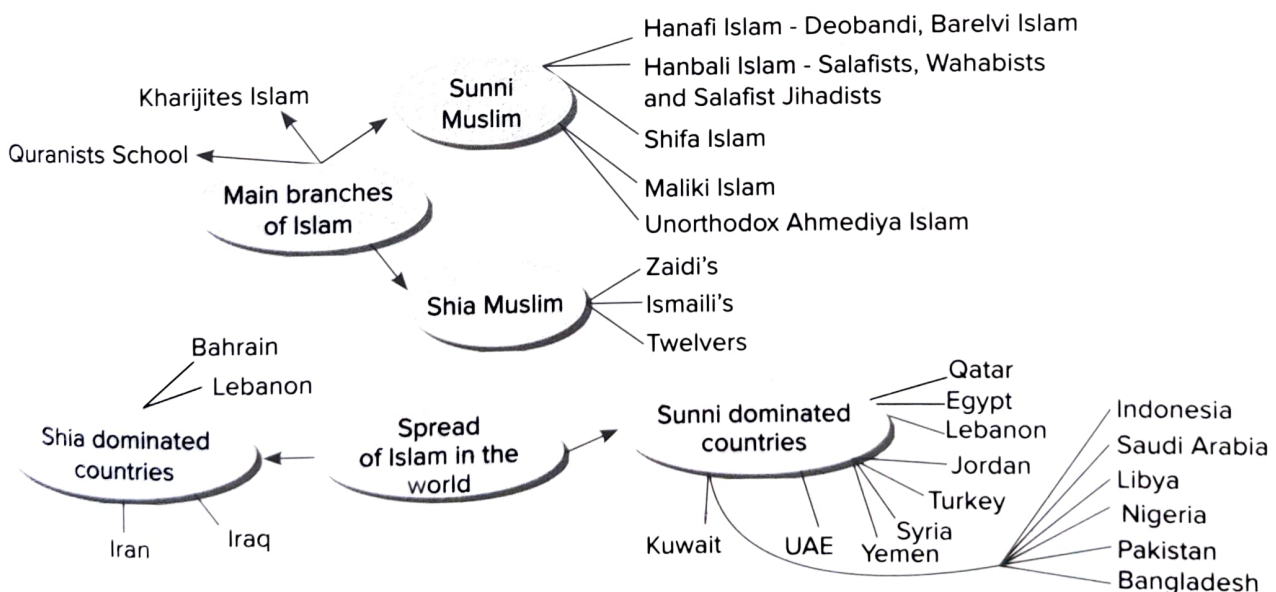 Hanafi Islam - Deobandi, Barelvi Islam
Hanbali Islam - Salafists, Wahabists
and Salafist Jihadists
Shifa Islam
Maliki Islam
Unorthodox Ahmediya Islam
Sunni
Muslim
Kharijites Islam
Quranists School
Main branches
of Islam
Shia Muslim
Zaidi's
Ismaili's
Twelvers
Bahrain
Lebanon
Shia dominated
countries
Iran
Iraq
Spread
of Islam in the
world
Sunni dominated
countries
Qatar
Egypt
Lebanon
Jordan
Turkey
Syria
Yemen
UAE
Kuwait
Indonesia
Saudi Arabia
Libya
Nigeria
Pakistan
Bangladesh